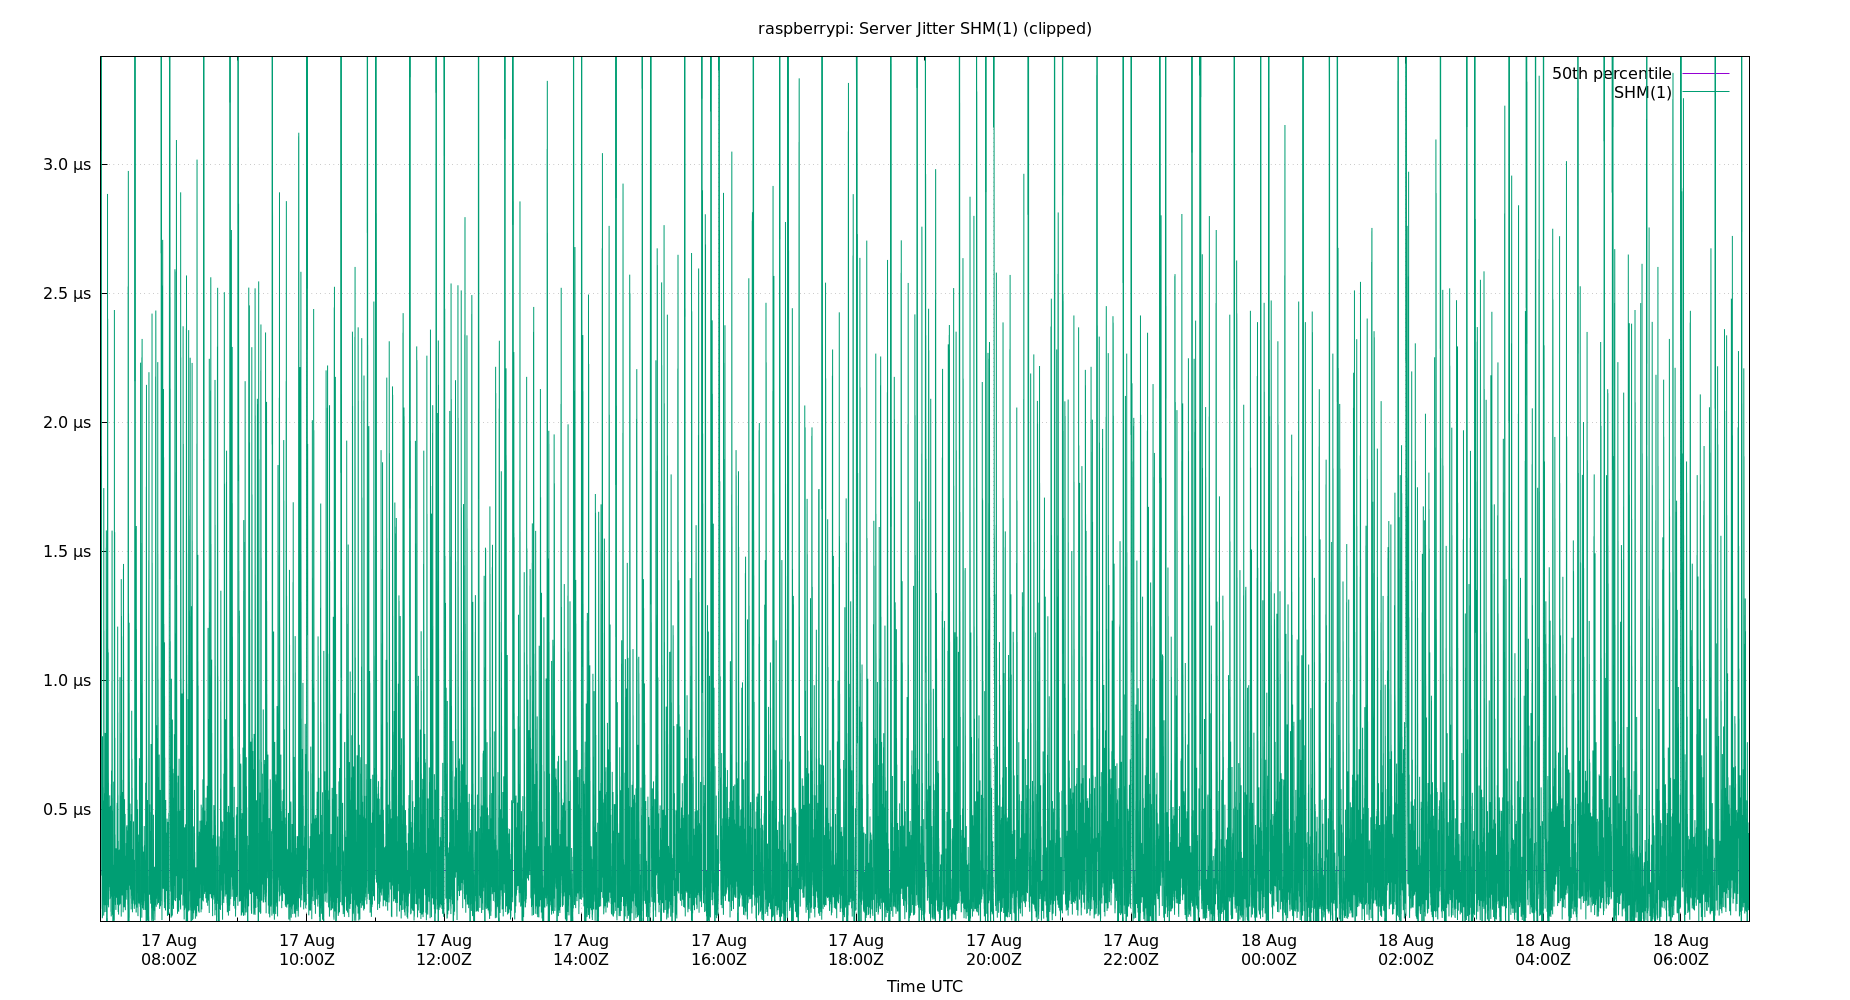 raspberrypi: Server Jitter SHM(1) (clipped)
50th percentile
SHM(1)
3.0 µs
2.5 µs
2.0 µs
1.5 µs
1.0 µs
0.5 µs
17 Aug 17 Aug 17 Aug 17 Aug 17 Aug 17 Aug 17 Aug 17 Aug 18 Aug 18 Aug 18 Aug 18 Aug
08:00Z 10:00Z 12:00Z 14:00Z 16:00Z 18:00Z 20:00Z 22:00Z 00:00Z 02:00Z 04:00Z 06:00Z
Time UTC